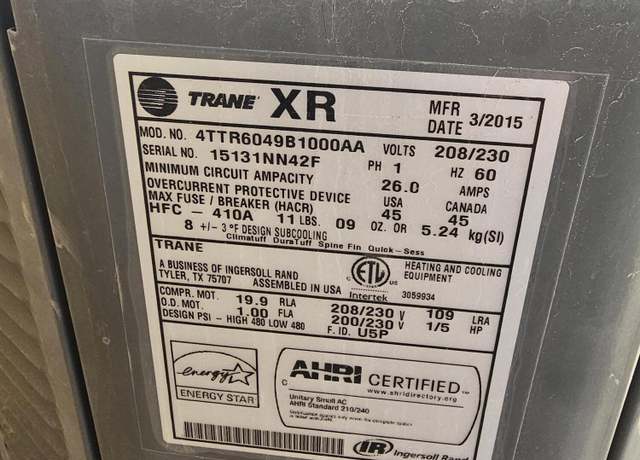 TRANE XR MFR DATE 3/2015
MOD. NO. 4TTR6049B1000AA VOLTS 208/230
SERIAL NO. 15131NN42F PH 1 HZ 60
MINIMUM CIRCUIT AMPACITY 26.0 AMPS
OVERCURRENT PROTECTIVE DEVICE USA CANADA
MAX FUSE / BREAKER (HACR) 45 45
HFC - 410A 11 LBS. 09 OZ. OR 5.24 kg(SI)
8 +/- 3 °F DESIGN SUBCOOLING
Climatuff DuraTuff Spine Fin Quick-Sess
TRANE
A BUSINESS OF INGERSOLL RAND
TYLER, TX 75707 ASSEMBLED IN USA
ETL us
Intertek
HEATING AND COOLING
EQUIPMENT
3059934
COMPR. MOT. 19.9 RLA 208/230 V 109 LRA
O.D. MOT. 1.00 FLA 200/230 V 1/5 HP
DESIGN PSI - HIGH 480 LOW 480 F. ID. U5P
energy
ENERGY STAR
C AHRI CERTIFIED
www.ahridirectory.org
Unitary Small AC
AHRI Standard 210/240
IR Ingersoll Rand